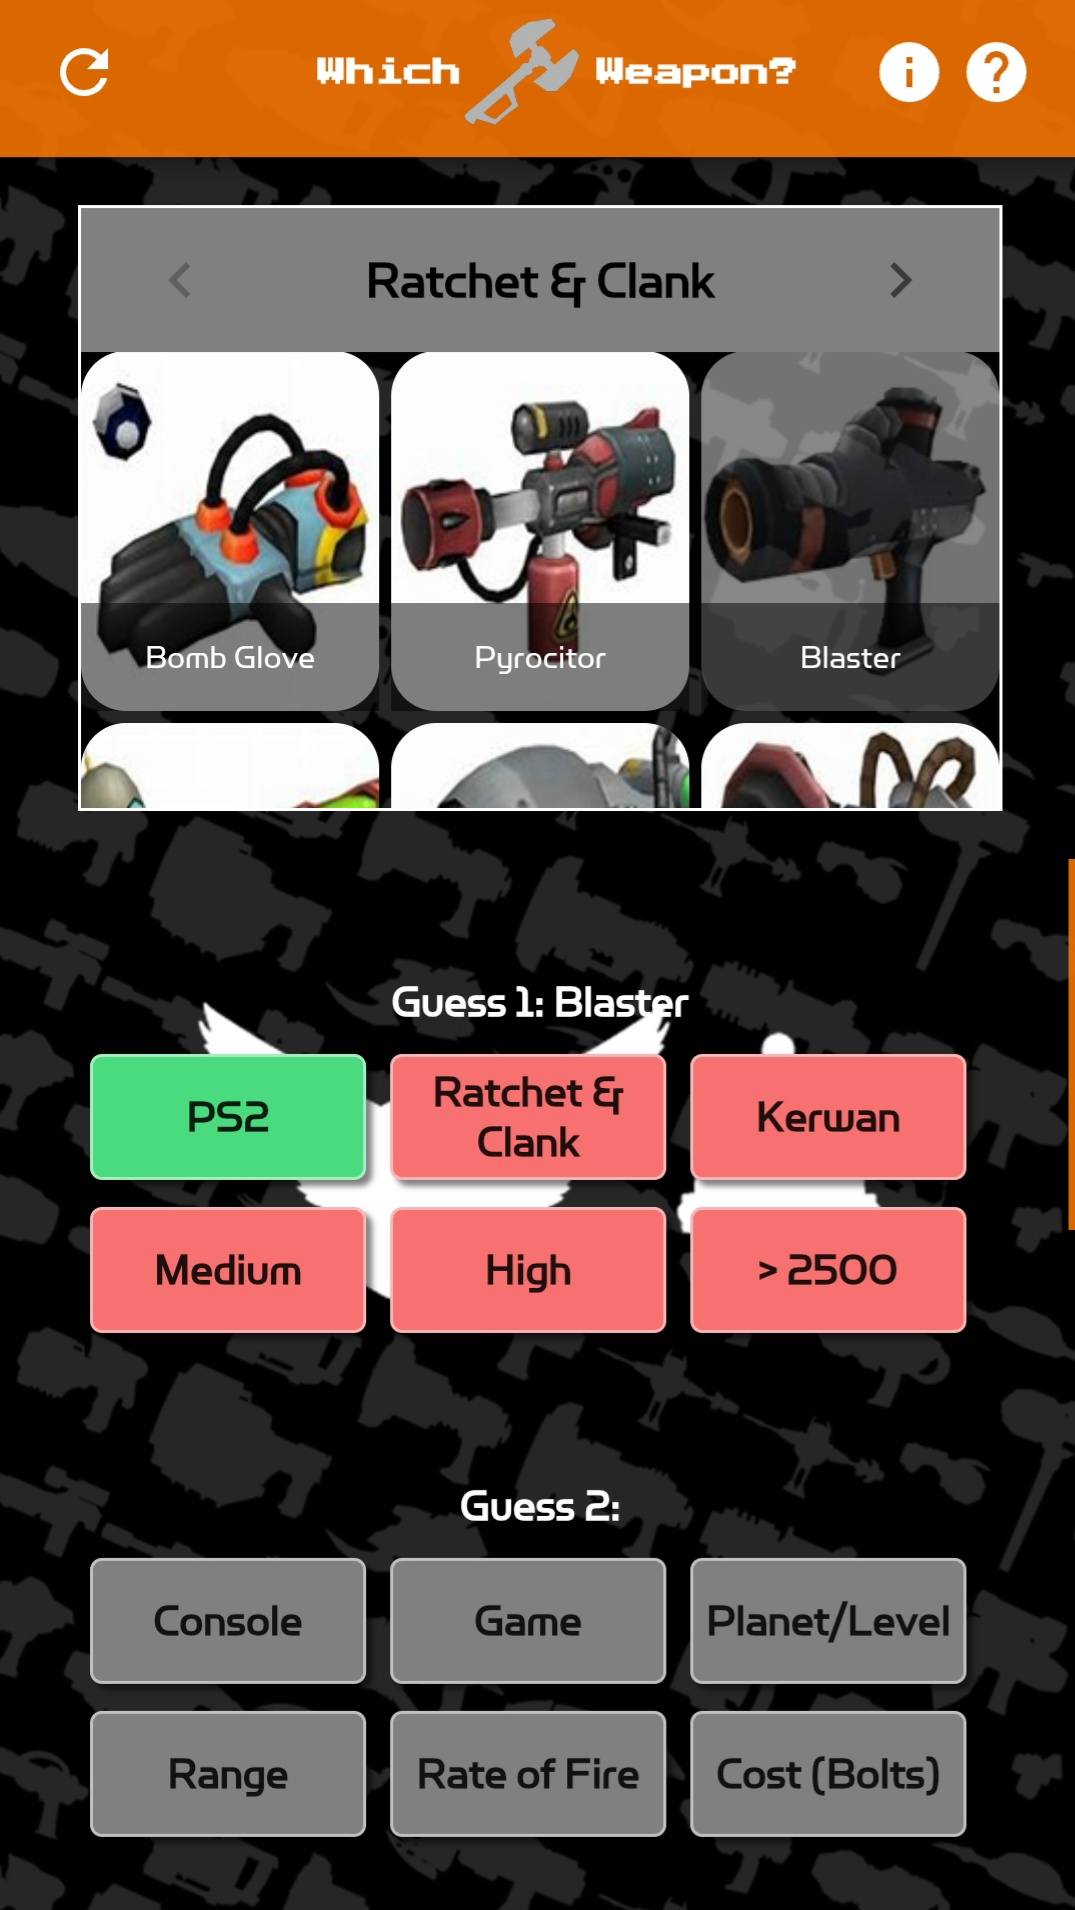 Which Weapon?
Ratchet & Clank
Bomb Glove
Pyrocitor
Blaster
Guess 1: Blaster
PS2
Ratchet &
Clank
Kerwan
Medium
High
> 2500
Guess 2:
Console
Game
Planet/Level
Range
Rate of Fire
Cost (Bolts)